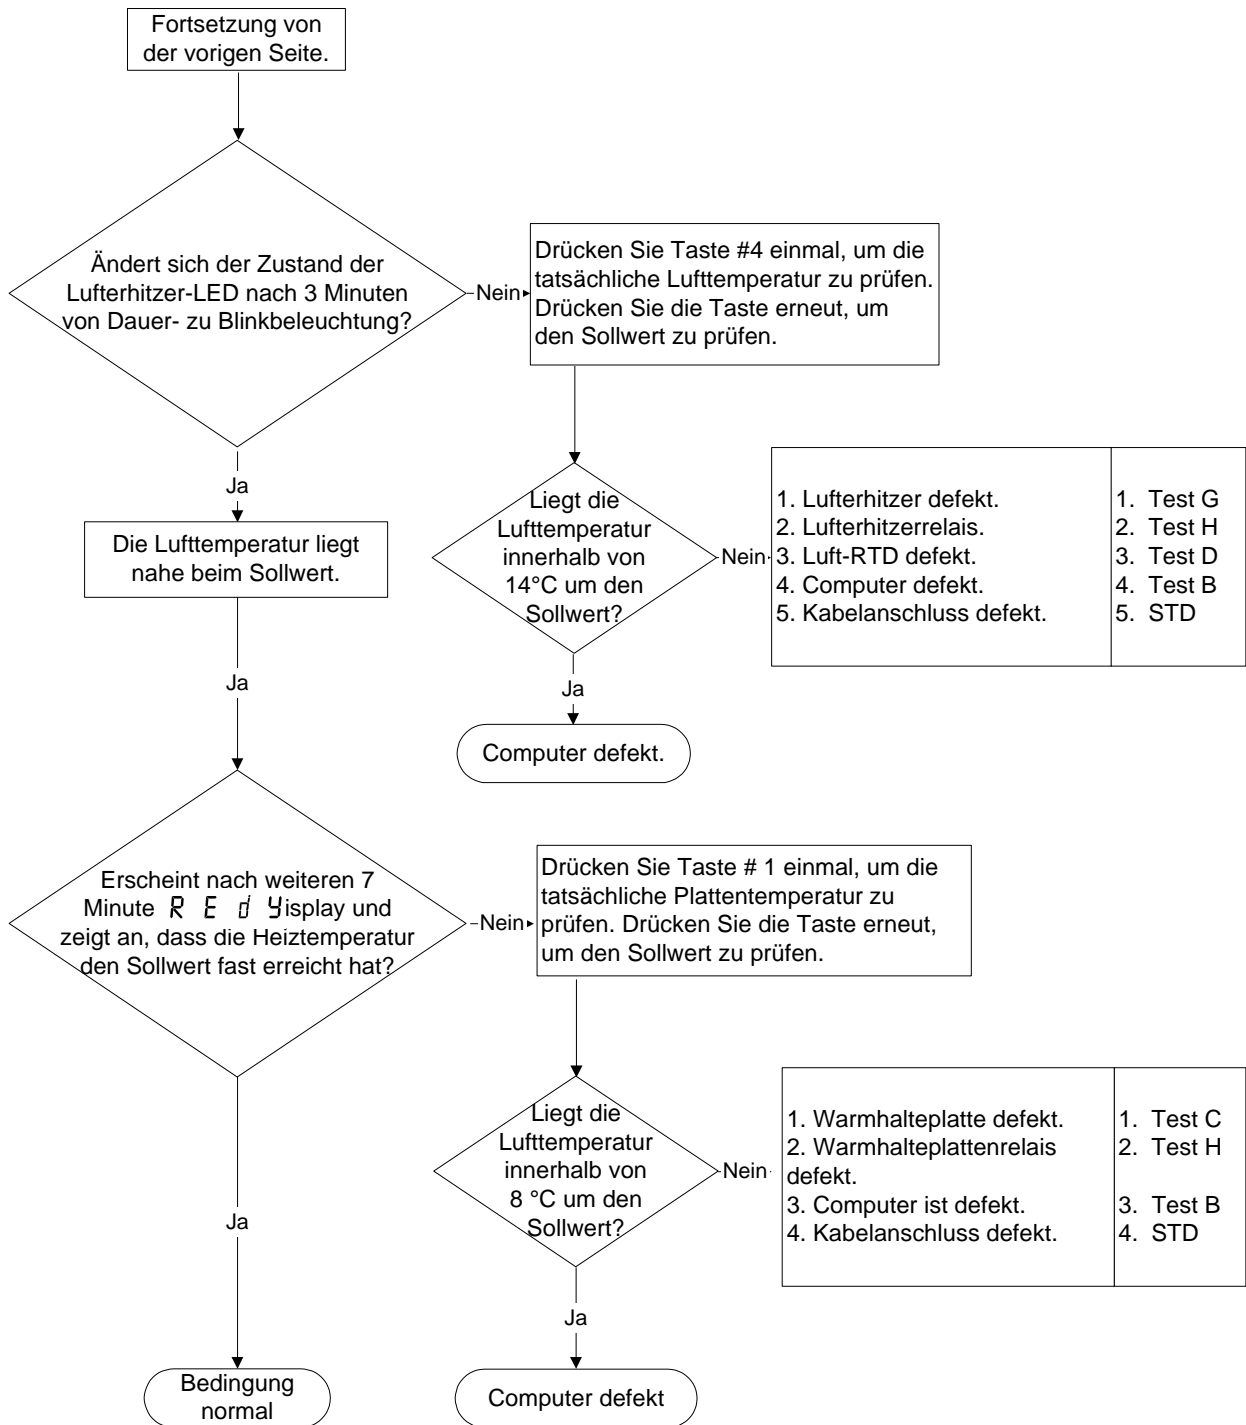 Fortsetzung von
der vorigen Seite.
Ändert sich der Zustand der
Lufterhitzer-LED nach 3 Minuten
von Dauer- zu Blinkbeleuchtung?
Nein
Drücken Sie Taste #4 einmal, um die
tatsächliche Lufttemperatur zu prüfen.
Drücken Sie die Taste erneut, um
den Sollwert zu prüfen.
Ja
Die Lufttemperatur liegt
nahe beim Sollwert.
Liegt die
Lufttemperatur
innerhalb von
14°C um den
Sollwert?
Nein
1. Lufterhitzer defekt.
2. Lufterhitzerrelais.
3. Luft-RTD defekt.
4. Computer defekt.
5. Kabelanschluss defekt.
1. Test G
2. Test H
3. Test D
4. Test B
5. STD
Ja
Computer defekt.
Ja
Erscheint nach weiteren 7
Minute R E d Y isplay und
zeigt an, dass die Heiztemperatur
den Sollwert fast erreicht hat?
Nein
Drücken Sie Taste # 1 einmal, um die
tatsächliche Plattentemperatur zu
prüfen. Drücken Sie die Taste erneut,
um den Sollwert zu prüfen.
Liegt die
Lufttemperatur
innerhalb von
8 °C um den
Sollwert?
Nein
1. Warmhalteplatte defekt.
2. Warmhalteplattenrelais
defekt.
3. Computer ist defekt.
4. Kabelanschluss defekt.
1. Test C
2. Test H
3. Test B
4. STD
Ja
Computer defekt
Ja
Bedingung
normal